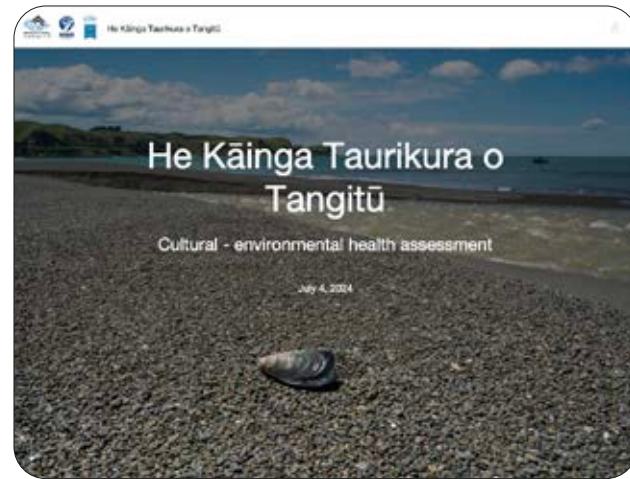 He Kāinga Taurikura o Tangitū
He Kāinga Taurikura o
Tangitū
Cultural - environmental health assessment
July 4, 2024